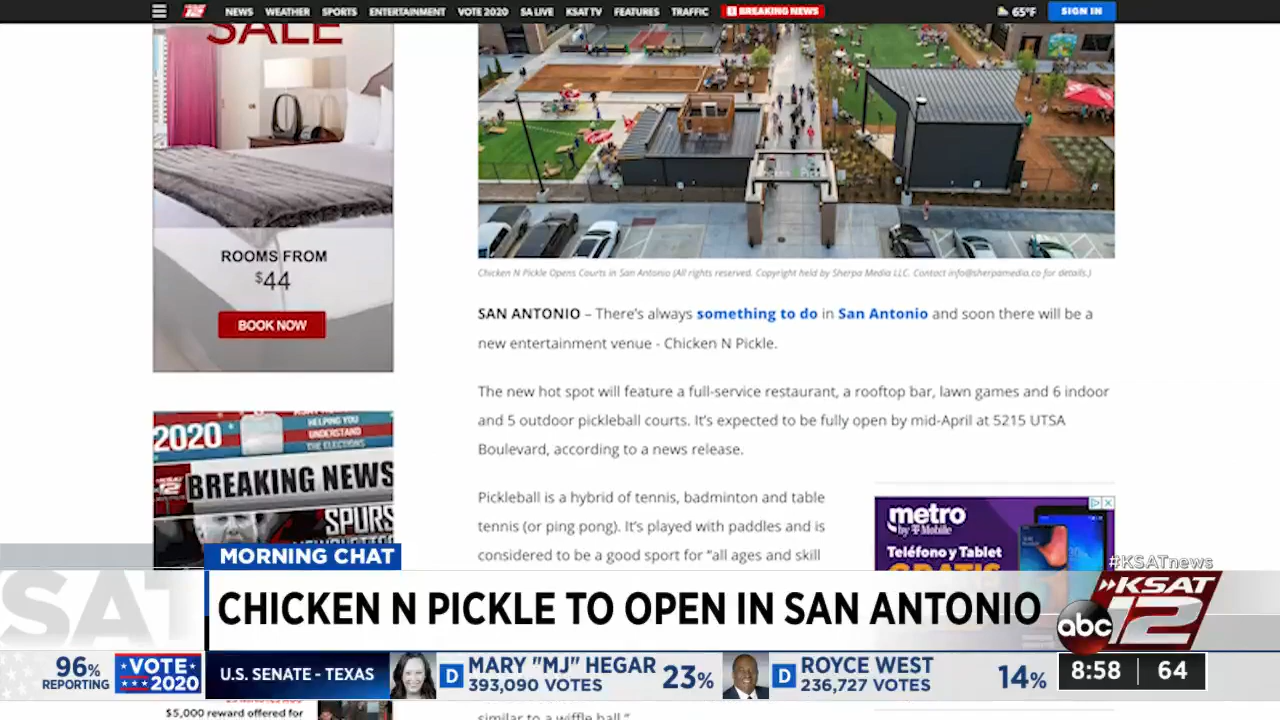 NEWS WEATHER SPORTS ENTERTAINMENT VOTE 2020 SA LIVE KSAT TV FEATURES TRAFFIC BREAKING NEWS 65°F SIGN IN
SALE
ROOMS FROM
$44
BOOK NOW
Chicken N Pickle Opens Courts in San Antonio (All rights reserved. Copyright held by Sherpa Media LLC. Contact info@sherpamedia.co for details.)
SAN ANTONIO – There's always something to do in San Antonio and soon there will be a
new entertainment venue - Chicken N Pickle.
The new hot spot will feature a full-service restaurant, a rooftop bar, lawn games and 6 indoor
and 5 outdoor pickleball courts. It's expected to be fully open by mid-April at 5215 UTSA
Boulevard, according to a news release.
Pickleball is a hybrid of tennis, badminton and table
tennis (or ping pong). It's played with paddles and is
considered to be a good sport for "all ages and skill
2020
HELPING YOU
UNDERSTAND
THE ELECTIONS
KSAT 12
BREAKING NEWS
SPURS
metro
by T Mobile
Teléfono y Tablet
GRATIS
MORNING CHAT
#KSATnews
SAT
CHICKEN N PICKLE TO OPEN IN SAN ANTONIO
abc
KSAT
12
96%
REPORTING
VOTE
2020
U.S. SENATE - TEXAS
D MARY "MJ" HEGAR
393,090 VOTES
23%
D ROYCE WEST
236,727 VOTES
14%
8:58 64
$5,000 reward offered for
similar to a wiffle ball."